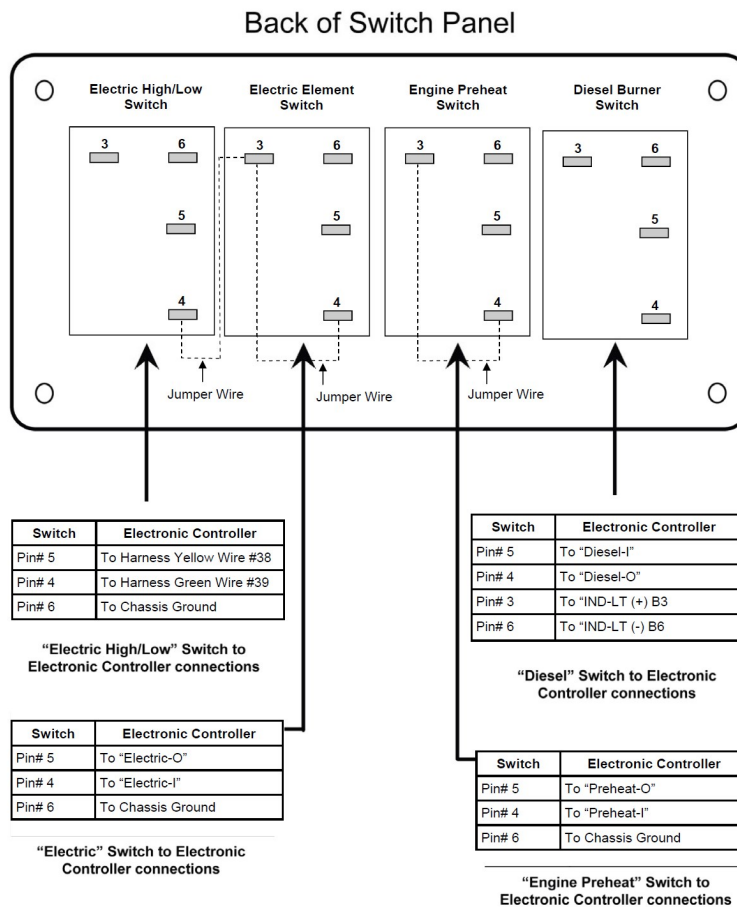 Back of Switch Panel
Electric High/Low
Switch
Electric Element
Switch
Engine Preheat
Switch
Diesel Burner
Switch
3 6
5
4
3 6
5
4
3 6
5
4
3 6
5
4
Jumper Wire
Jumper Wire
Jumper Wire
Switch Electronic Controller
Pin# 5 To Harness Yellow Wire #38
Pin# 4 To Harness Green Wire #39
Pin# 6 To Chassis Ground
“Electric High/Low” Switch to
Electronic Controller connections
Switch Electronic Controller
Pin# 5 To “Diesel-I”
Pin# 4 To “Diesel-O”
Pin# 3 To “IND-LT (+) B3
Pin# 6 To “IND-LT (-) B6
“Diesel” Switch to Electronic
Controller connections
Switch Electronic Controller
Pin# 5 To “Electric-O”
Pin# 4 To “Electric-I”
Pin# 6 To Chassis Ground
“Electric” Switch to Electronic
Controller connections
Switch Electronic Controller
Pin# 5 To “Preheat-O”
Pin# 4 To “Preheat-I”
Pin# 6 To Chassis Ground
“Engine Preheat” Switch to
Electronic Controller connections